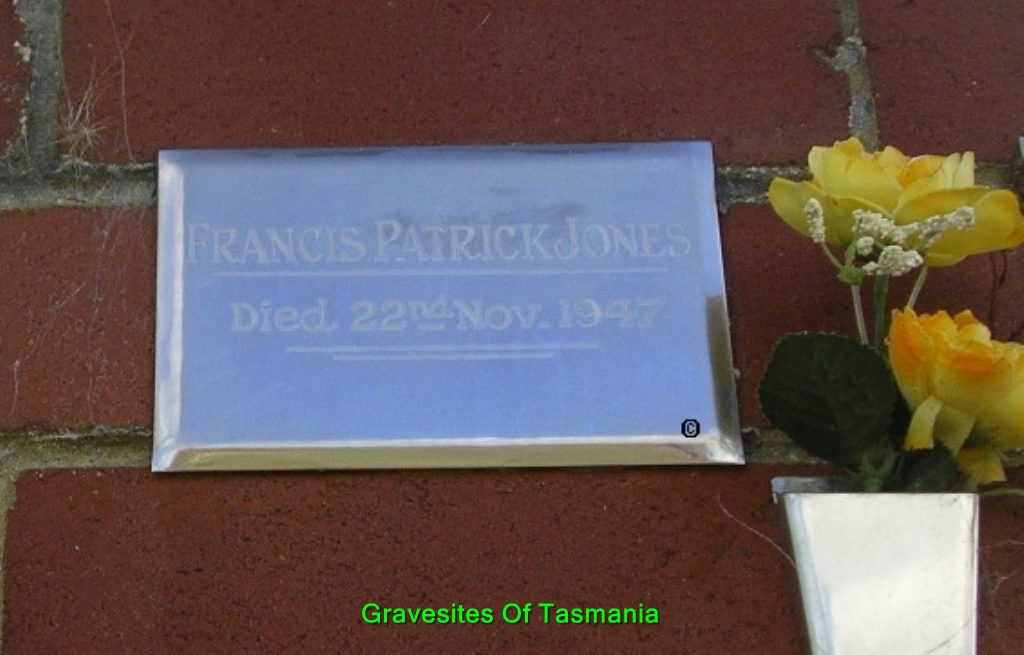 FRANCIS PATRICK JONES
Died. 22nd Nov. 1947
©
Gravesites Of Tasmania